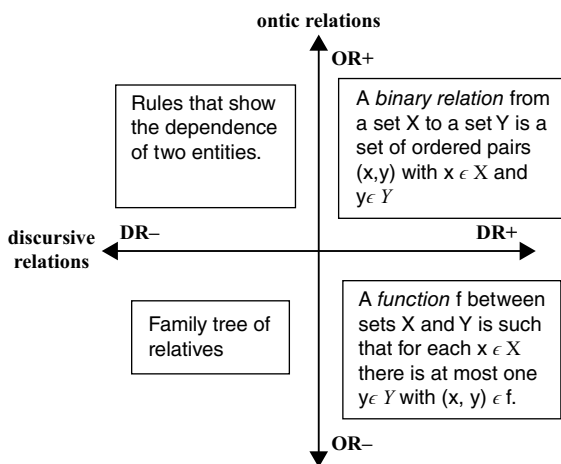 ontic relations
OR+
Rules that show
the dependence
of two entities.
A binary relation from
a set X to a set Y is a
set of ordered pairs
(x,y) with x ϵ X and
yϵ Y
discursive
relations
DR–
DR+
Family tree of
relatives
A function f between
sets X and Y is such
that for each x ϵ X
there is at most one
yϵ Y with (x, y) ϵ f.
OR–